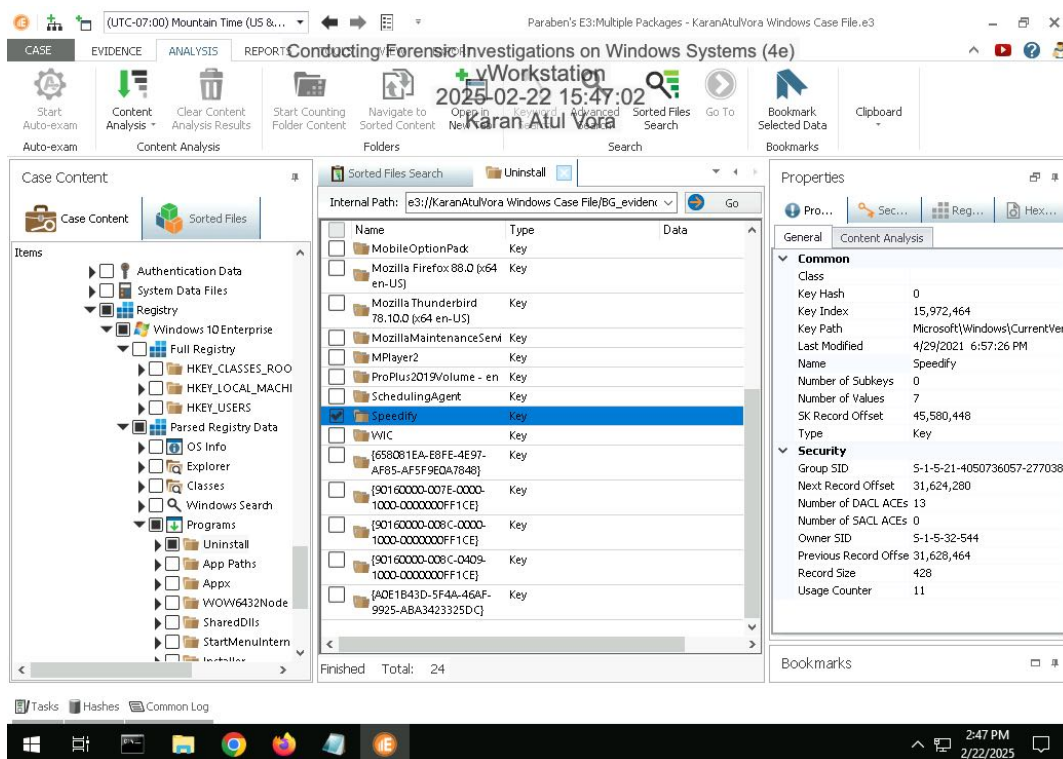 (UTC-07:00) Mountain Time (US &...
Paraben's E3:Multiple Packages - KaranAtulVora Windows Case File.e3
CASE
EVIDENCE
ANALYSIS
REPORTS
Conducting Forensic Investigations on Windows Systems (4e)
vWorkstation
2025-02-22 15:47:02
Karan Atul Vora
Start
Auto-exam
Content
Analysis
Clear Content
Analysis Results
Start Counting
Folder Content
Navigate to
Sorted Content
Open in
New Tab
Keyword
Search
Advanced
Search
Sorted Files
Search
Go To
Bookmark
Selected Data
Clipboard
Auto-exam
Content Analysis
Folders
Search
Bookmarks
Case Content
Case Content
Sorted Files
Items
Authentication Data
System Data Files
Registry
Windows 10 Enterprise
Full Registry
HKEY_CLASSES_ROO
HKEY_LOCAL_MACHI
HKEY_USERS
Parsed Registry Data
OS Info
Explorer
Classes
Windows Search
Programs
Uninstall
App Paths
Appx
WOW6432Node
SharedDlls
StartMenuIntern
Installer
Sorted Files Search
Uninstall
Internal Path: e3://KaranAtulVora Windows Case File/BG_evidenc
Go
Name Type Data
MobileOptionPack Key
Mozilla Firefox 88.0 (x64 Key
en-US)
Mozilla Thunderbird Key
78.10.0 (x64 en-US)
MozillaMaintenanceServi Key
MPlayer2 Key
ProPlus2019Volume - en Key
SchedulingAgent Key
Speedify Key
WIC Key
{658081EA-E8FE-4E97- Key
AF85-AF5F9E0A7848}
{90160000-007E-0000- Key
1000-0000000FF1CE}
{90160000-008C-0000- Key
1000-0000000FF1CE}
{90160000-008C-0409- Key
1000-0000000FF1CE}
{A0E1B43D-5F4A-46AF- Key
9925-ABA3423325DC}
Finished Total: 24
Properties
Pro...
Sec...
Reg...
Hex...
General
Content Analysis
Common
Class
Key Hash 0
Key Index 15,972,464
Key Path Microsoft\Windows\CurrentVer
Last Modified 4/29/2021 6:57:26 PM
Name Speedify
Number of Subkeys 0
Number of Values 7
SK Record Offset 45,580,448
Type Key
Security
Group SID S-1-5-21-4050736057-277038
Next Record Offset 31,624,280
Number of DACL ACEs 13
Number of SACL ACEs 0
Owner SID S-1-5-32-544
Previous Record Offse 31,628,464
Record Size 428
Usage Counter 11
Bookmarks
Tasks
Hashes
Common Log
2:47 PM
2/22/2025